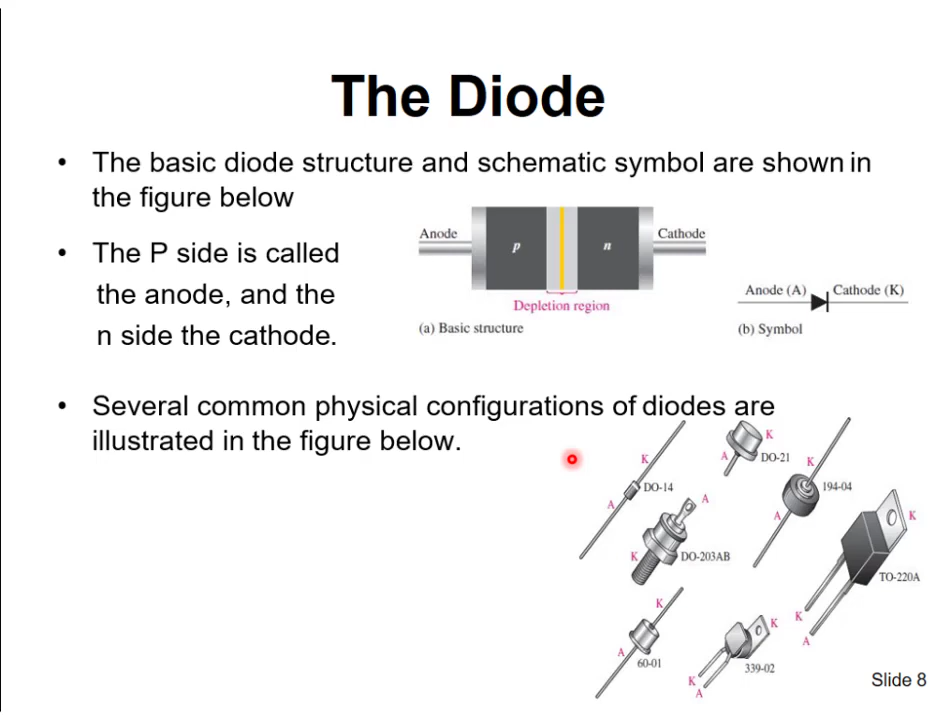 The Diode
• The basic diode structure and schematic symbol are shown in
the figure below
• The P side is called
the anode, and the
n side the cathode.
Anode
p
n
Cathode
Depletion region
(a) Basic structure
Anode (A)
Cathode (K)
(b) Symbol
• Several common physical configurations of diodes are
illustrated in the figure below.
K
A
DO-14
K
A
DO-21
K
A
194-04
A
K
DO-203AB
K
K
A
TO-220A
K
A
60-01
K
K
A
339-02
Slide 8